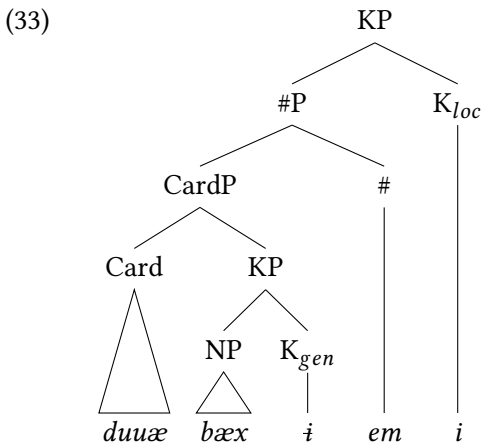 (33)
KP
#P K_loc
CardP #
Card KP
NP K_gen
duuæ bæx ɨ em i